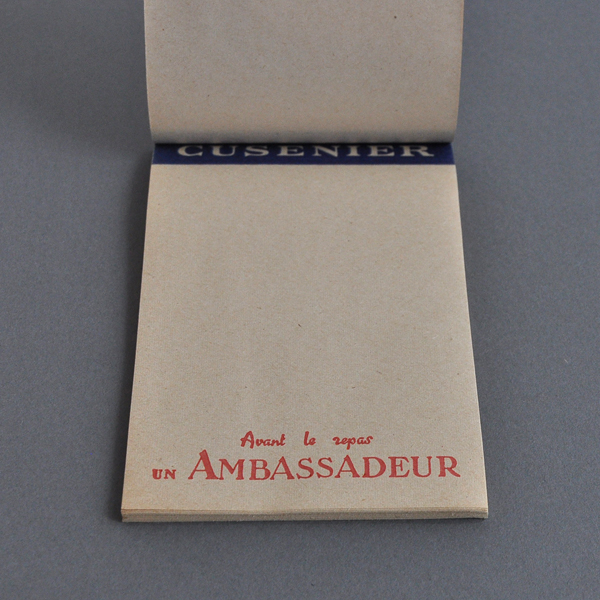 CUSENIER
Avant le repas
UN AMBASSADEUR